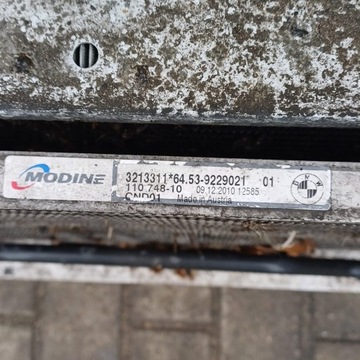 MODINE
3213311*64.53-9229021 01
110 748-10 09.12.2010 12585
CND01 Made in Austria